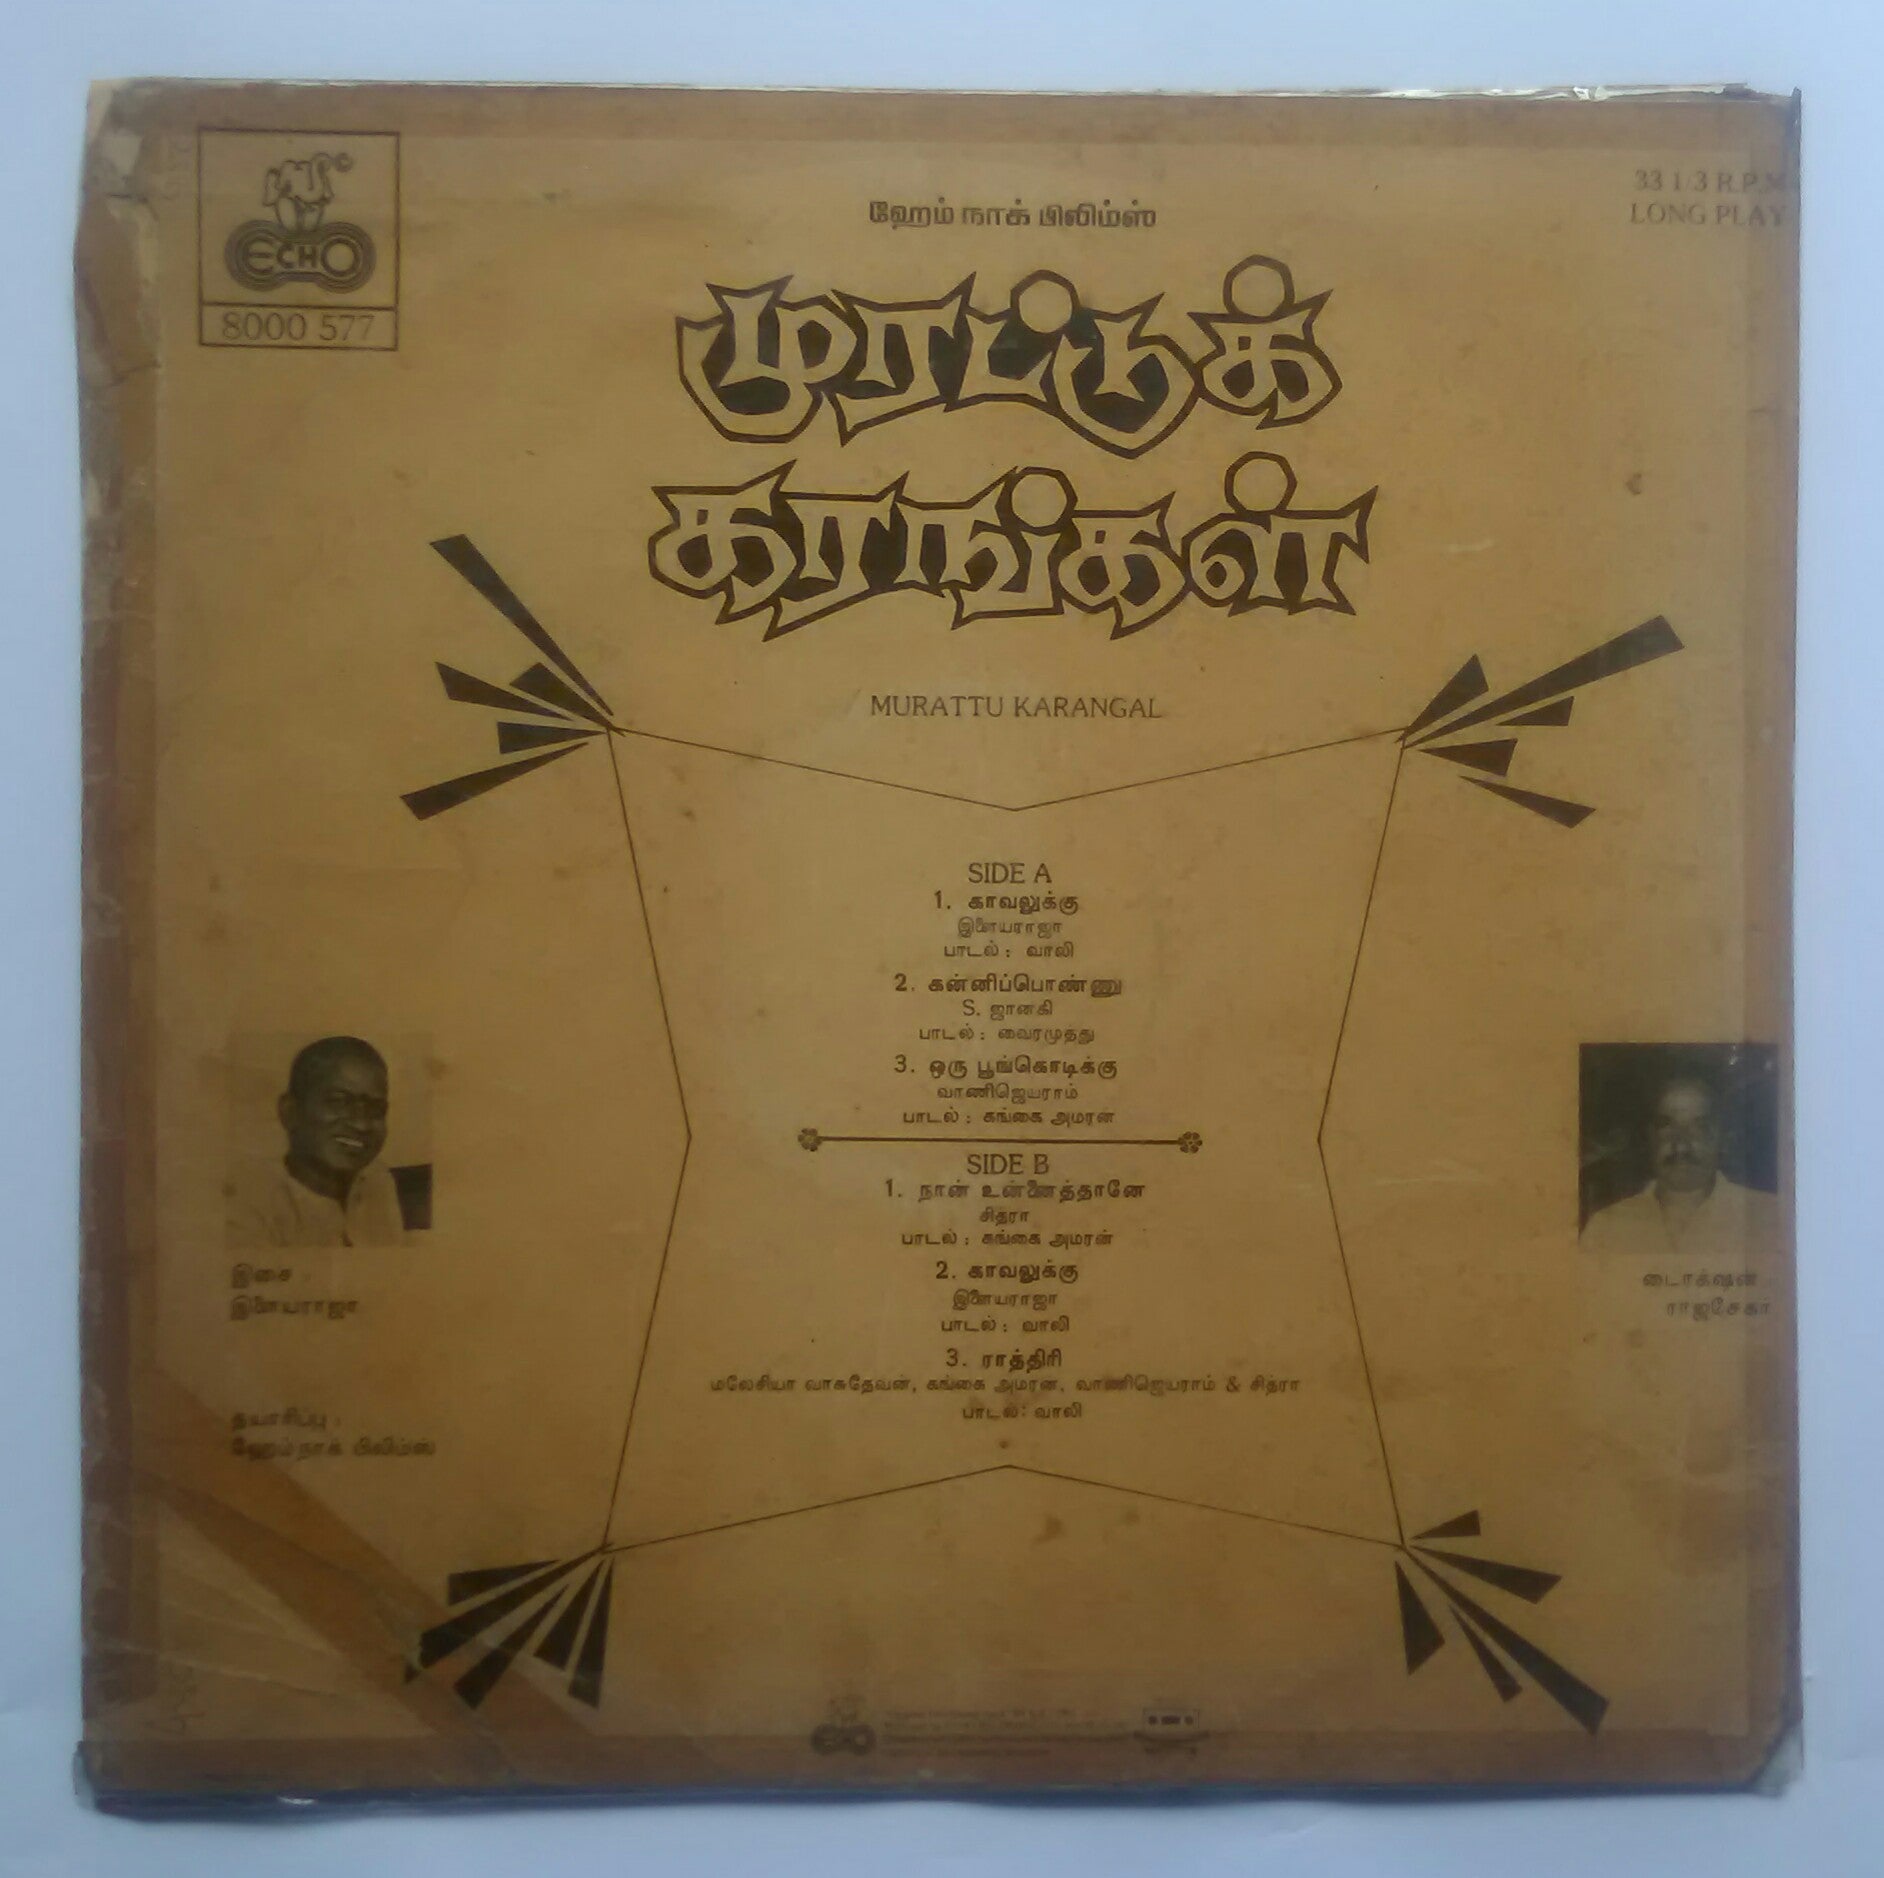 ECHO
8000 577
ஹேம் நாக் பிலிம்ஸ்
33 1/3 R.P.M
LONG PLAY
முரட்டுக்
கரங்கள்
MURATTU KARANGAL
SIDE A
1. காவலுக்கு
இளையராஜா
பாடல் : வாலி
2. கன்னிப்பொண்ணு
S. ஜானகி
பாடல் : வைரமுத்து
3. ஒரு பூங்கொடிக்கு
வாணிஜெயராம்
பாடல் : கங்கை அமரன்
SIDE B
1. நான் உன்னைத்தானே
சித்ரா
பாடல் : கங்கை அமரன்
2. காவலுக்கு
இளையராஜா
பாடல் : வாலி
3. ராத்திரி
மலேசியா வாசுதேவன், கங்கை அமரன், வாணிஜெயராம் & சித்ரா
பாடல் : வாலி
இசை :
இளையராஜா
டைரக்ஷன் :
ராஜசேகர்
தயாரிப்பு :
ஹேம்நாக் பிலிம்ஸ்